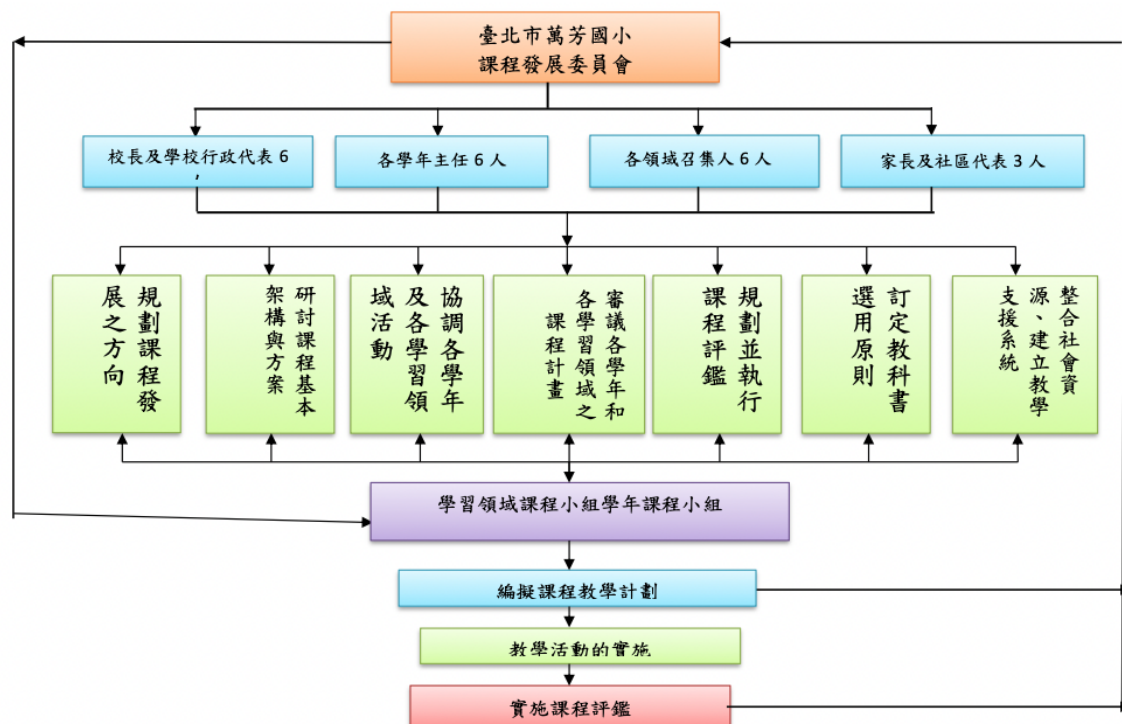 臺北市萬芳國小
課程發展委員會
校長及學校行政代表 6
,
各學年主任 6 人
各領域召集人 6 人
家長及社區代表 3 人
規劃課程發
展之方向
研討課程基本
架構與方案
協調各學年
及各學習領
域活動
審議各學年和
各學習領域之
課程計畫
規劃並執行
課程評鑑
訂定教科書
選用原則
整合社會資
源、建立教學
支援系統
學習領域課程小組學年課程小組
編擬課程教學計劃
教學活動的實施
實施課程評鑑